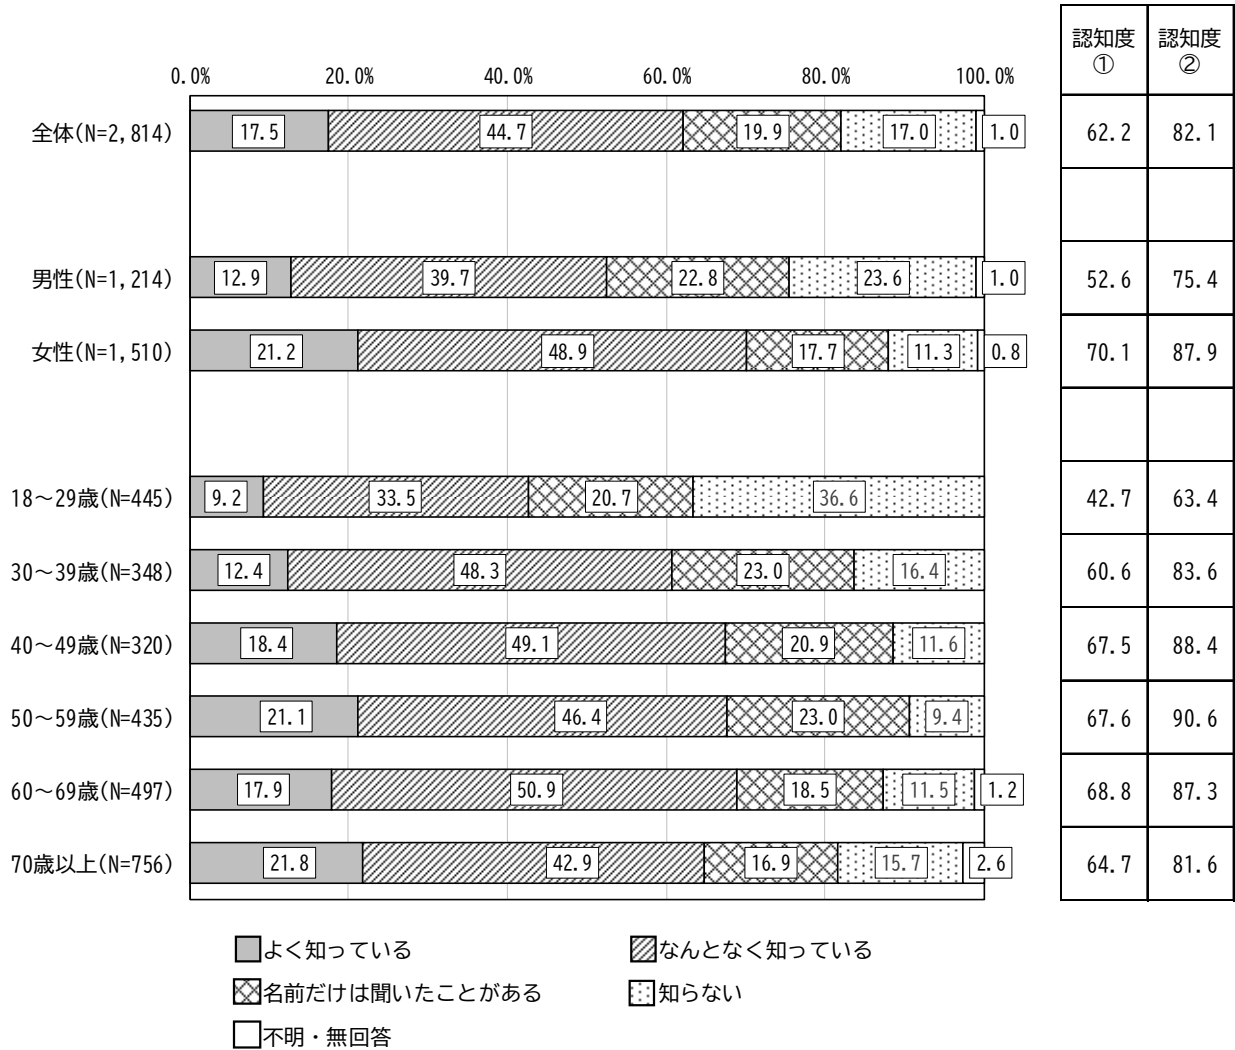 認知度 認知度
① ②
0.0% 20.0% 40.0% 60.0% 80.0% 100.0%
全体(N=2,814) 17.5 44.7 19.9 17.0 1.0 62.2 82.1
男性(N=1,214) 12.9 39.7 22.8 23.6 1.0 52.6 75.4
女性(N=1,510) 21.2 48.9 17.7 11.3 0.8 70.1 87.9
18～29歳(N=445) 9.2 33.5 20.7 36.6 42.7 63.4
30～39歳(N=348) 12.4 48.3 23.0 16.4 60.6 83.6
40～49歳(N=320) 18.4 49.1 20.9 11.6 67.5 88.4
50～59歳(N=435) 21.1 46.4 23.0 9.4 67.6 90.6
60～69歳(N=497) 17.9 50.9 18.5 11.5 1.2 68.8 87.3
70歳以上(N=756) 21.8 42.9 16.9 15.7 2.6 64.7 81.6
よく知っている なんとなく知っている
名前だけは聞いたことがある 知らない
不明・無回答